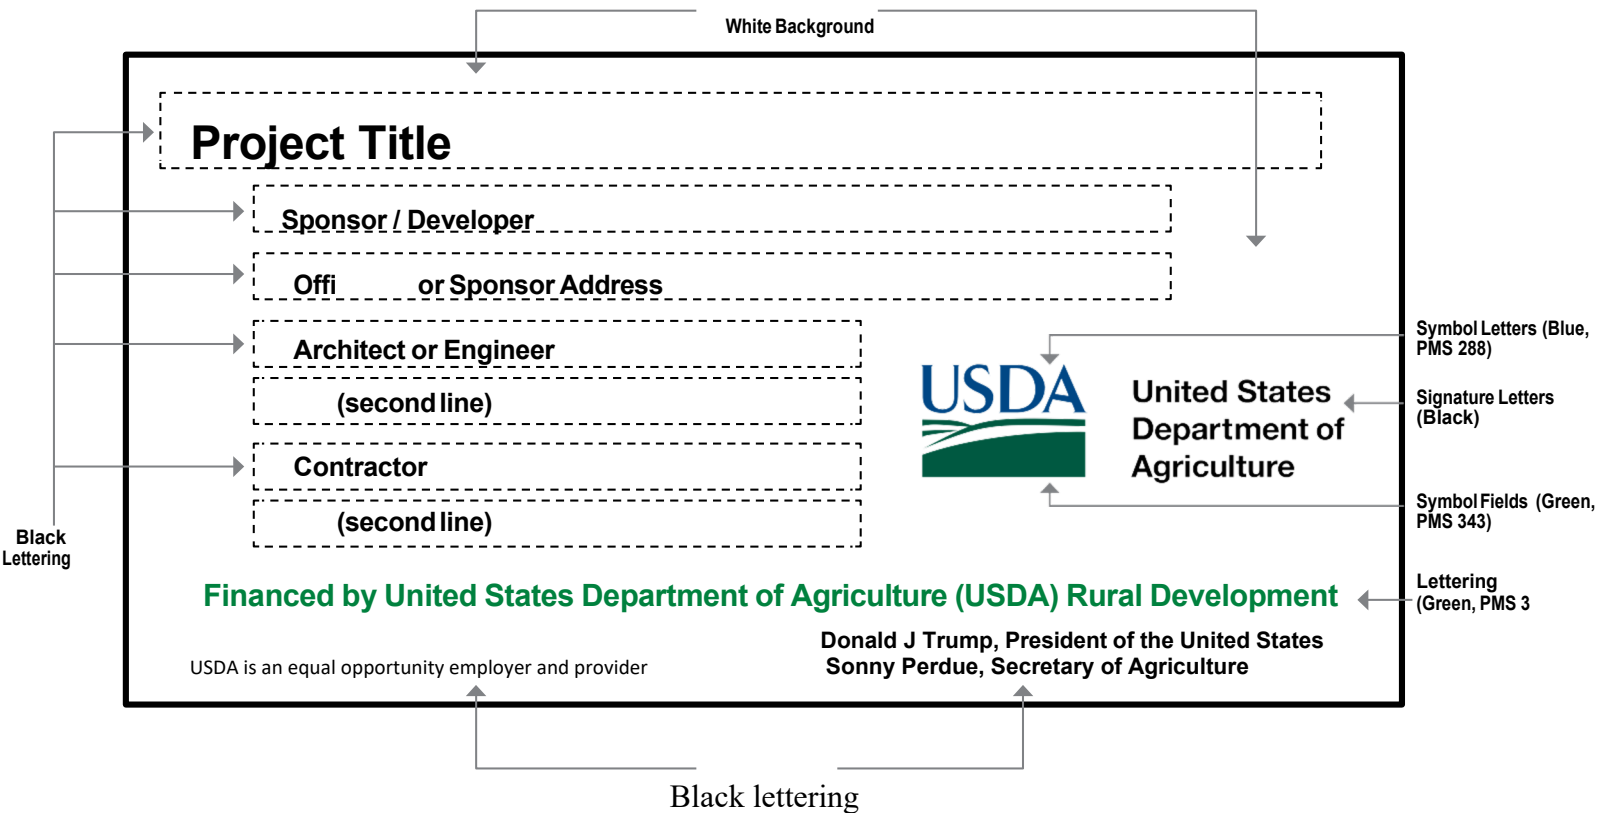 White Background
Project Title
Sponsor / Developer
Offi or Sponsor Address
Architect or Engineer
(second line)
Contractor
(second line)
Black
Lettering
USDA
United States
Department of
Agriculture
Symbol Letters (Blue,
PMS 288)
Signature Letters
(Black)
Symbol Fields (Green,
PMS 343)
Lettering
(Green, PMS 3
Financed by United States Department of Agriculture (USDA) Rural Development
Donald J Trump, President of the United States
Sonny Perdue, Secretary of Agriculture
USDA is an equal opportunity employer and provider
Black lettering